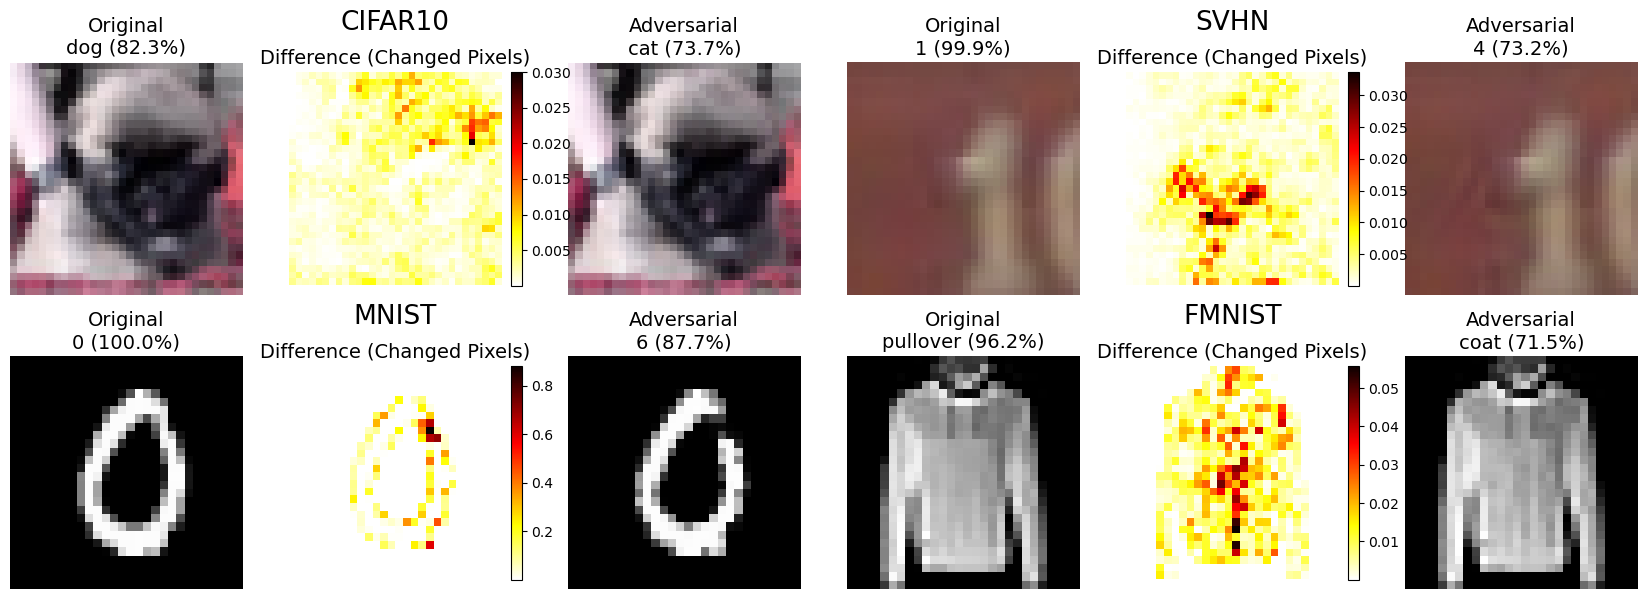 CIFAR10
Original
dog (82.3%)
Difference (Changed Pixels)
0.030
0.025
0.020
0.015
0.010
0.005
Adversarial
cat (73.7%)
SVHN
Original
1 (99.9%)
Difference (Changed Pixels)
0.030
0.025
0.020
0.015
0.010
0.005
Adversarial
4 (73.2%)
MNIST
Original
0 (100.0%)
Difference (Changed Pixels)
0.8
0.6
0.4
0.2
Adversarial
6 (87.7%)
FMNIST
Original
pullover (96.2%)
Difference (Changed Pixels)
0.05
0.04
0.03
0.02
0.01
Adversarial
coat (71.5%)